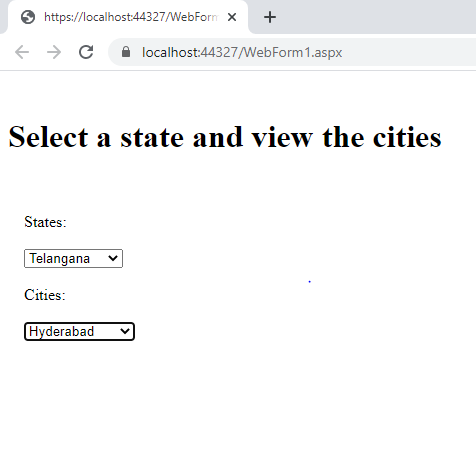 https://localhost:44327/WebForm
localhost:44327/WebForm1.aspx
Select a state and view the cities
States:
Telangana
Cities:
Hyderabad